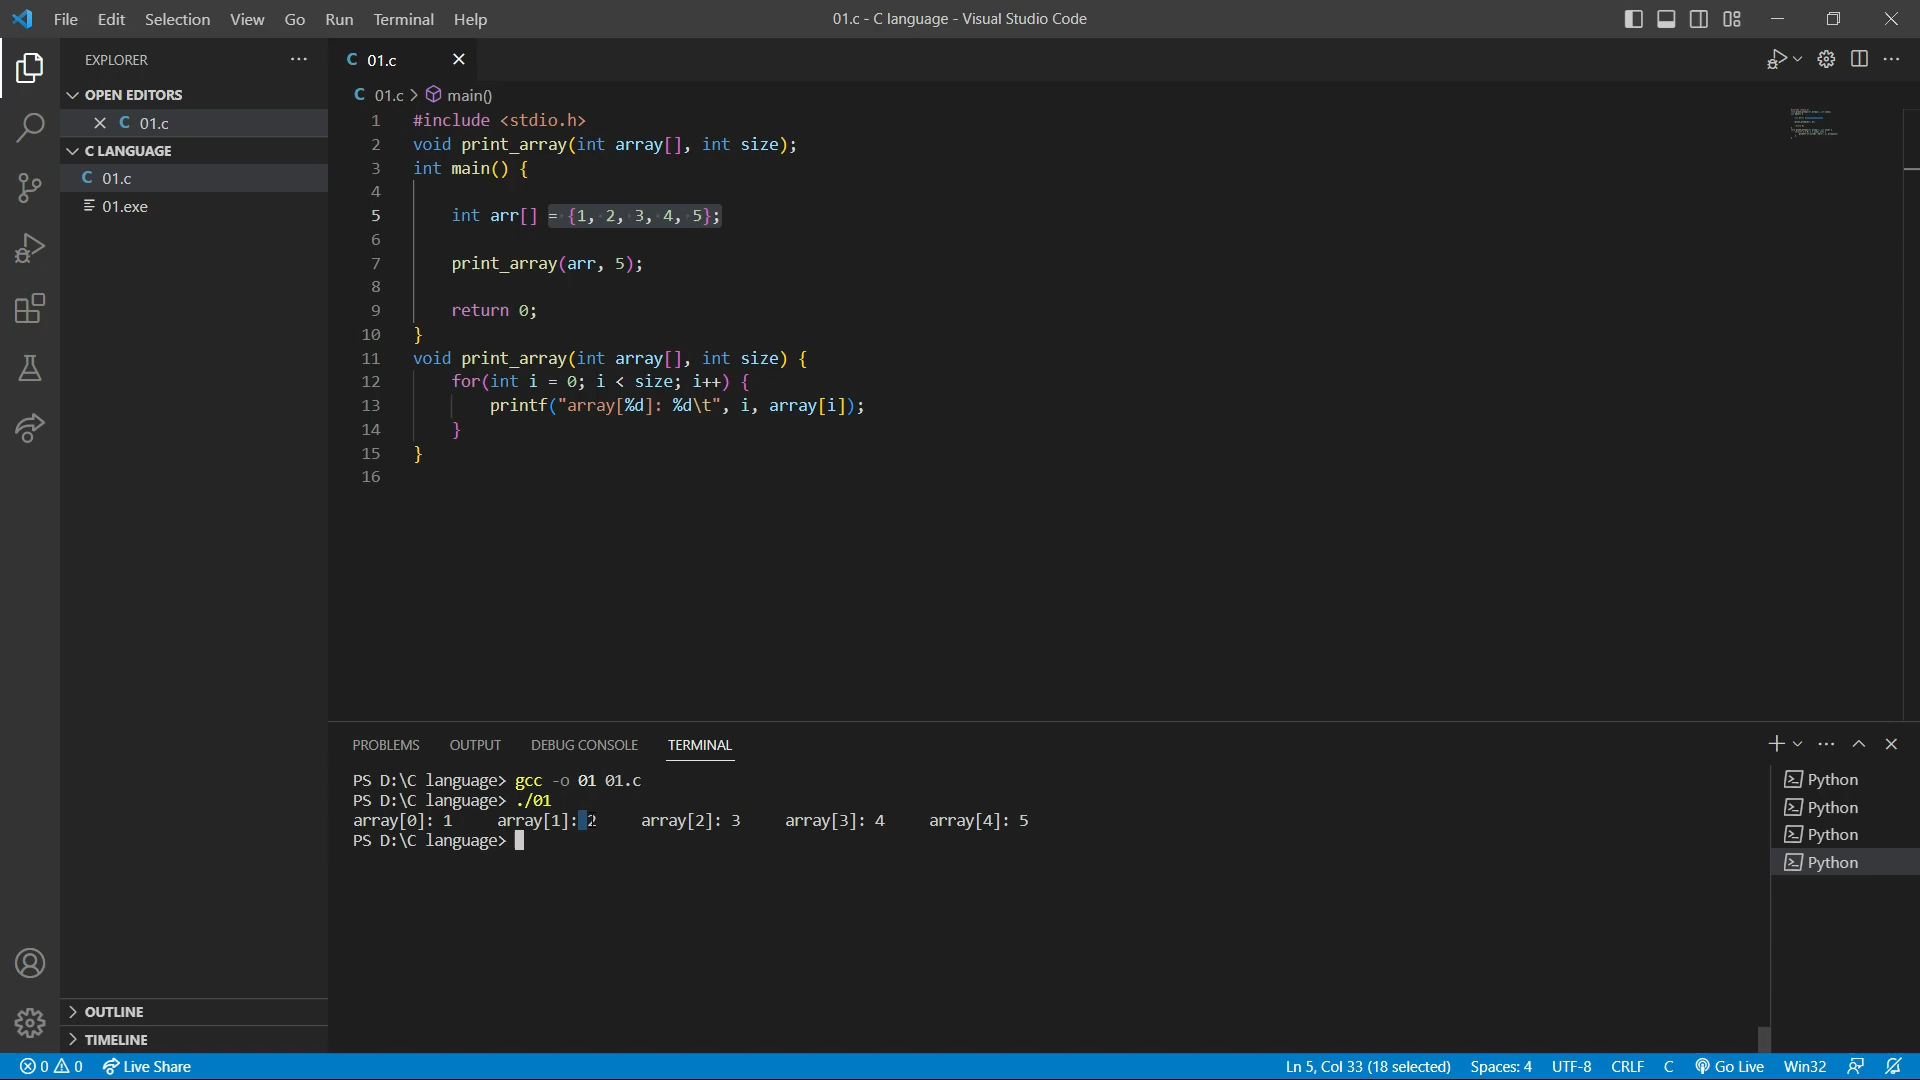 File Edit Selection View Go Run Terminal Help
01.c - C language - Visual Studio Code
EXPLORER
OPEN EDITORS
C 01.c
C LANGUAGE
C 01.c
01.exe
OUTLINE
TIMELINE
C 01.c
C 01.c > main()
1 #include <stdio.h>
2 void print_array(int array[], int size);
3 int main() {
4
5 int arr[] = {1, 2, 3, 4, 5};
6
7 print_array(arr, 5);
8
9 return 0;
10 }
11 void print_array(int array[], int size) {
12 for(int i = 0; i < size; i++) {
13 printf("array[%d]: %d\t", i, array[i]);
14 }
15 }
16
PROBLEMS OUTPUT DEBUG CONSOLE TERMINAL
PS D:\C language> gcc -o 01 01.c
PS D:\C language> ./01
array[0]: 1 array[1]: 2 array[2]: 3 array[3]: 4 array[4]: 5
PS D:\C language>
Python
Python
Python
Python
0 0 Live Share
Ln 5, Col 33 (18 selected) Spaces: 4 UTF-8 CRLF C Go Live Win32